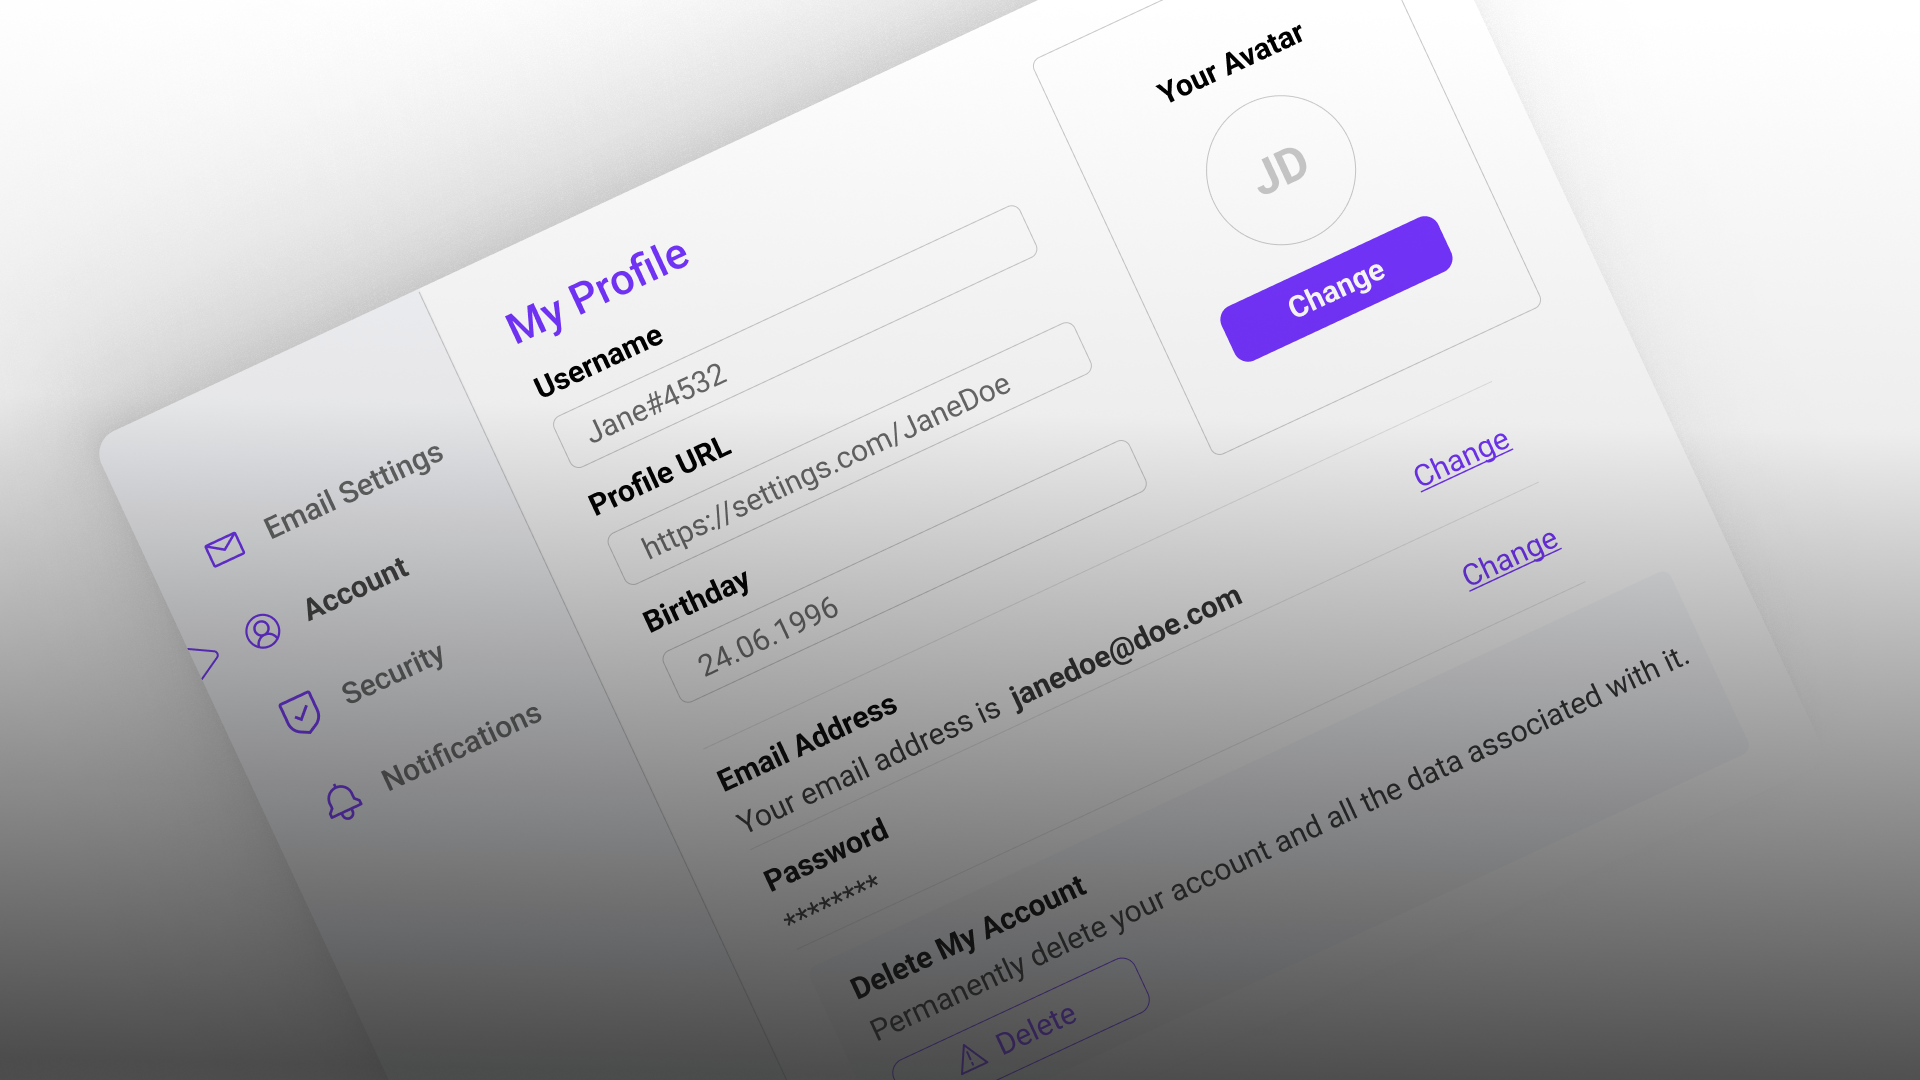 Email Settings
Account
Security
Notifications
My Profile
Username
Jane#4532
Profile URL
https://settings.com/JaneDoe
Birthday
24.06.1996
Your Avatar
JD
Change
Email Address
Your email address is janedoe@doe.com
Change
Password
********
Change
Delete My Account
Permanently delete your account and all the data associated with it.
Delete